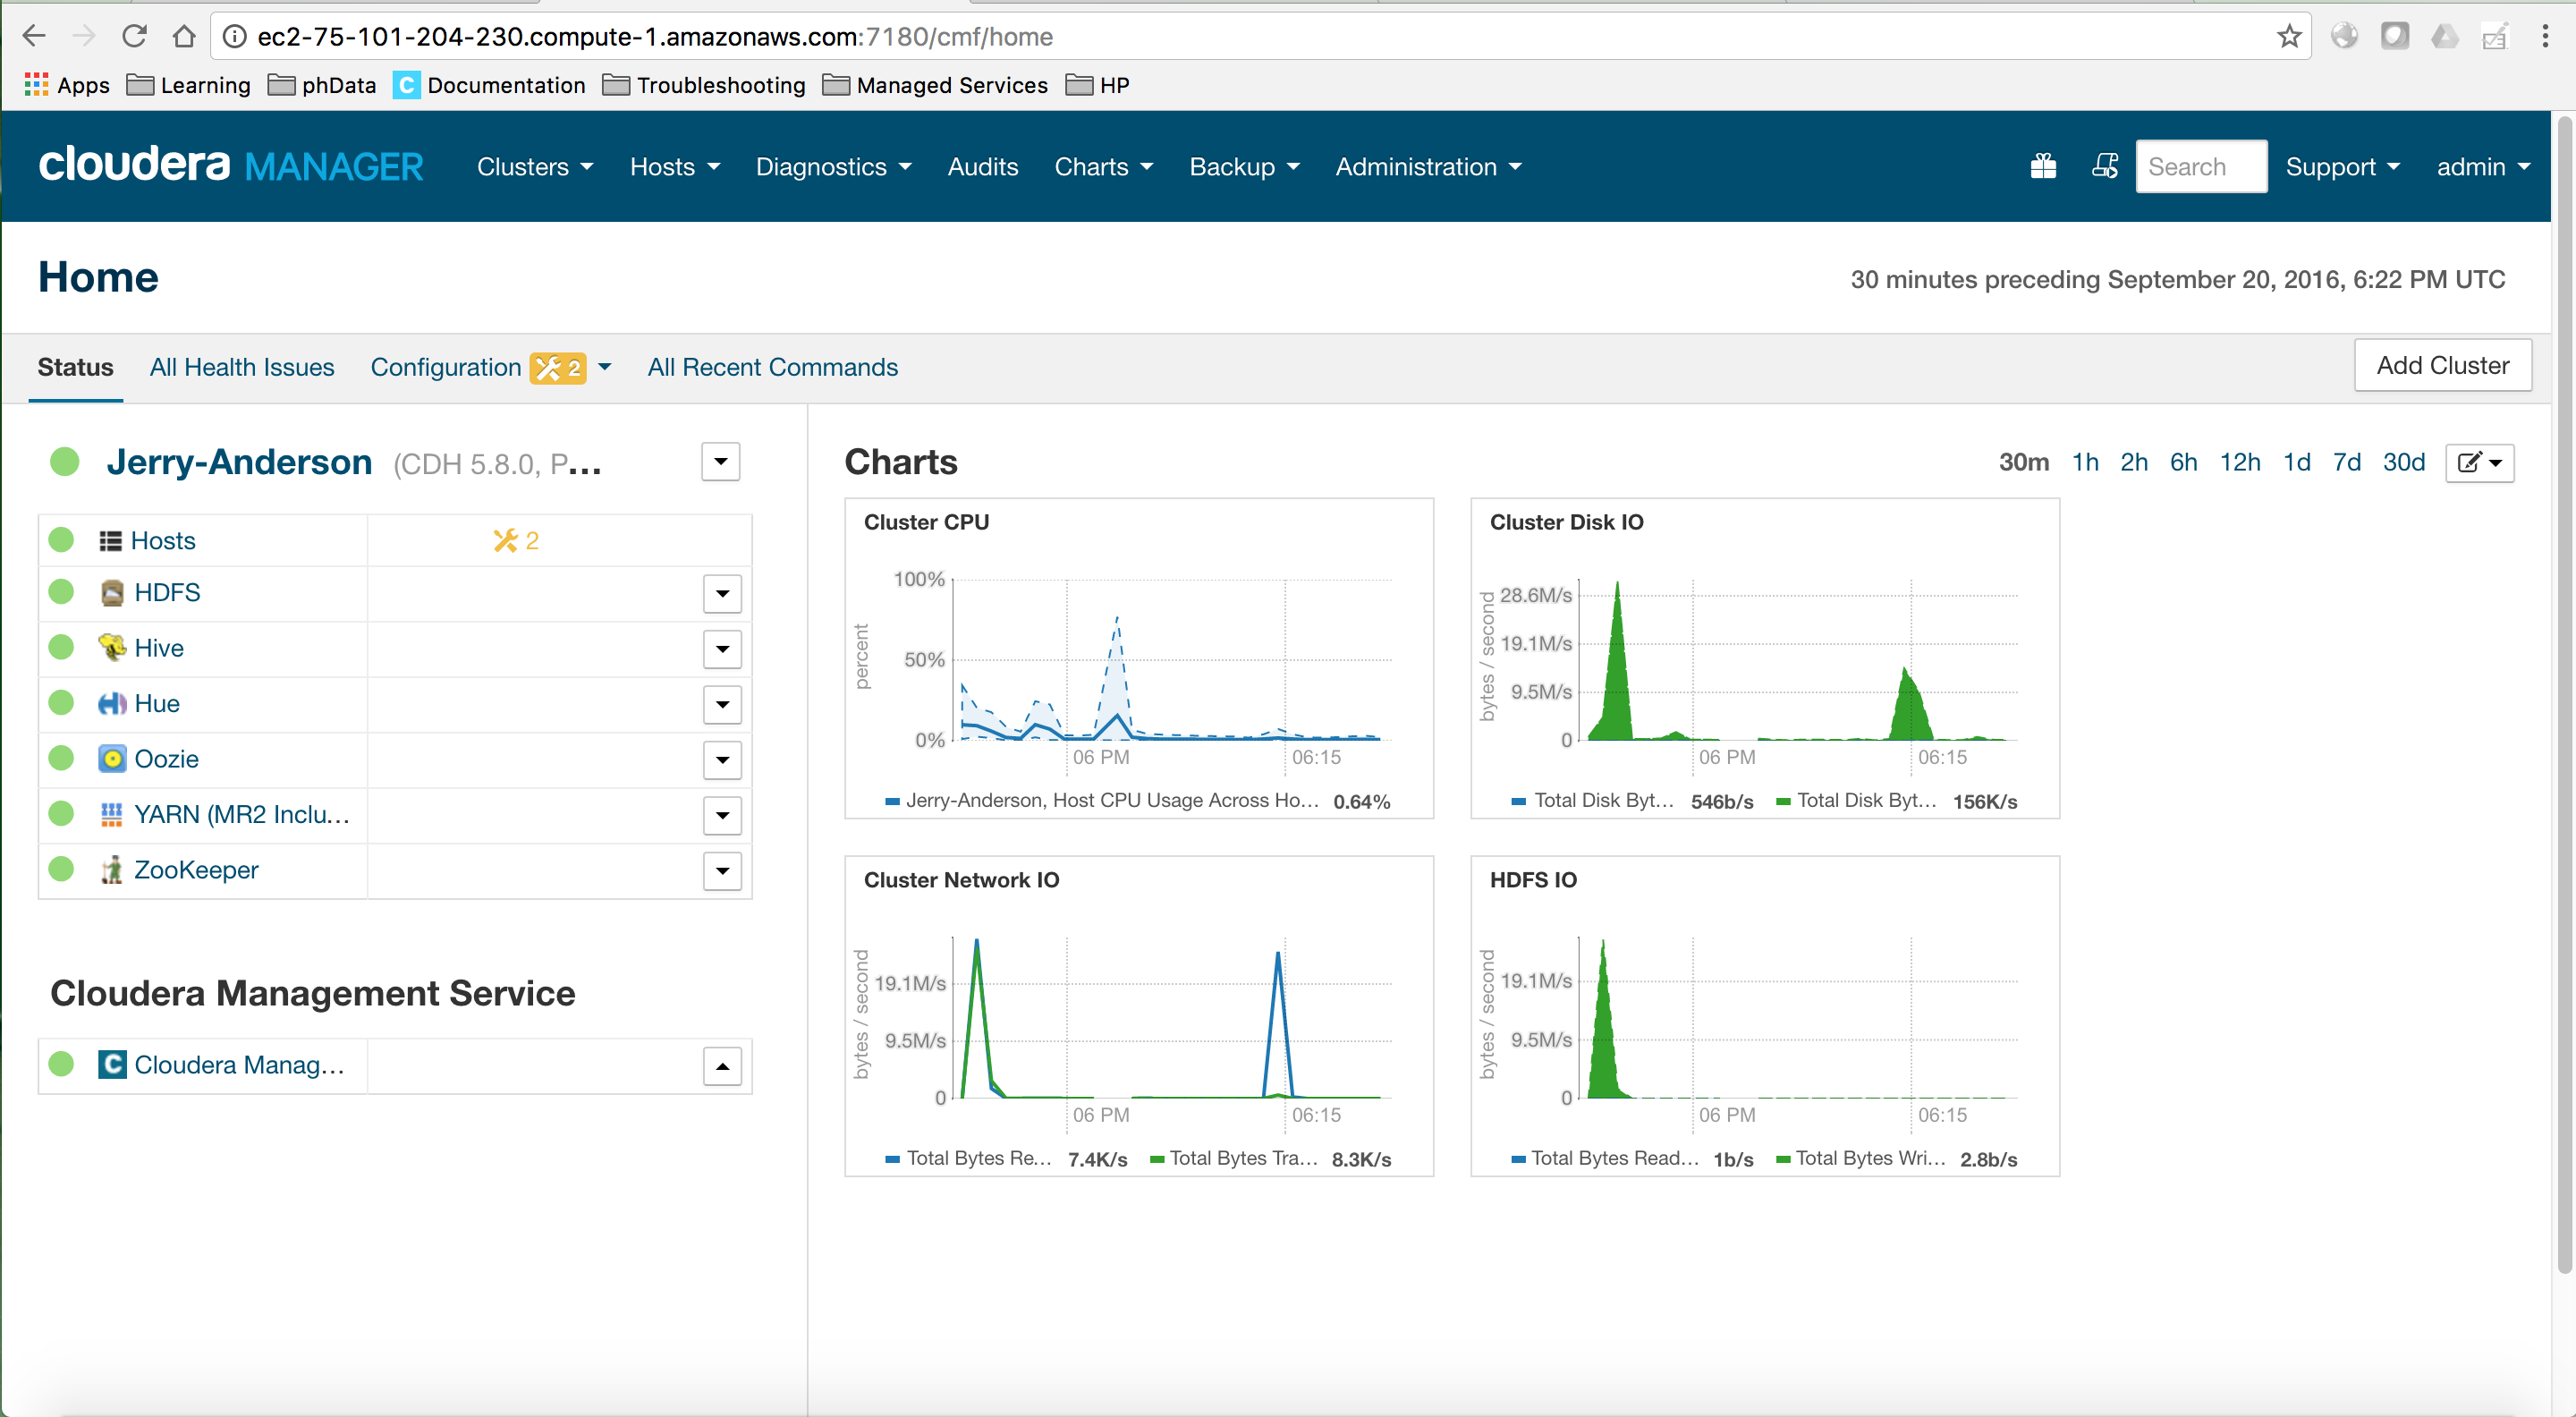 ec2-75-101-204-230.compute-1.amazonaws.com:7180/cmf/home
Apps Learning phData C Documentation Troubleshooting Managed Services HP
cloudera MANAGER Clusters Hosts Diagnostics Audits Charts Backup Administration Search Support admin
Home
30 minutes preceding September 20, 2016, 6:22 PM UTC
Status All Health Issues Configuration 2 All Recent Commands Add Cluster
Jerry-Anderson (CDH 5.8.0, P...
Hosts 2
HDFS
Hive
Hue
Oozie
YARN (MR2 Inclu...
ZooKeeper
Cloudera Management Service
C Cloudera Manag...
Charts
30m 1h 2h 6h 12h 1d 7d 30d
Cluster CPU
percent
100%
50%
0%
06 PM 06:15
Jerry-Anderson, Host CPU Usage Across Ho... 0.64%
Cluster Disk IO
bytes / second
28.6M/s
19.1M/s
9.5M/s
0
06 PM 06:15
Total Disk Byt... 546b/s Total Disk Byt... 156K/s
Cluster Network IO
bytes / second
19.1M/s
9.5M/s
0
06 PM 06:15
Total Bytes Re... 7.4K/s Total Bytes Tra... 8.3K/s
HDFS IO
bytes / second
19.1M/s
9.5M/s
0
06 PM 06:15
Total Bytes Read... 1b/s Total Bytes Wri... 2.8b/s